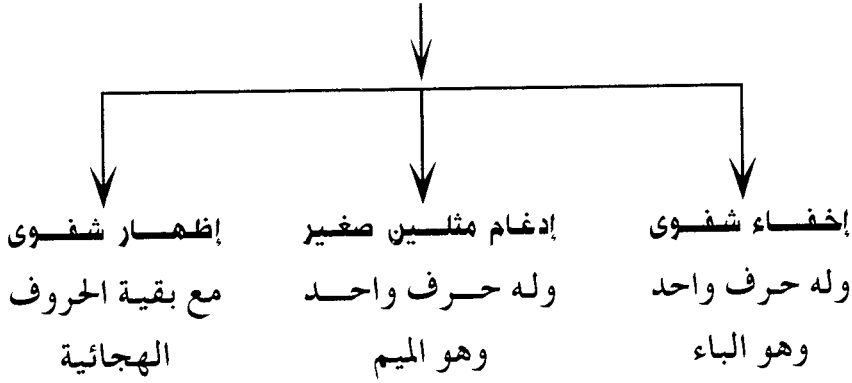 إخفاء شفوى
وله حرف واحد
وهو الباء
إدغام مثلين صغير
وله حرف واحد
وهو الميم
إظهار شفوى
مع بقية الحروف
الهجائية